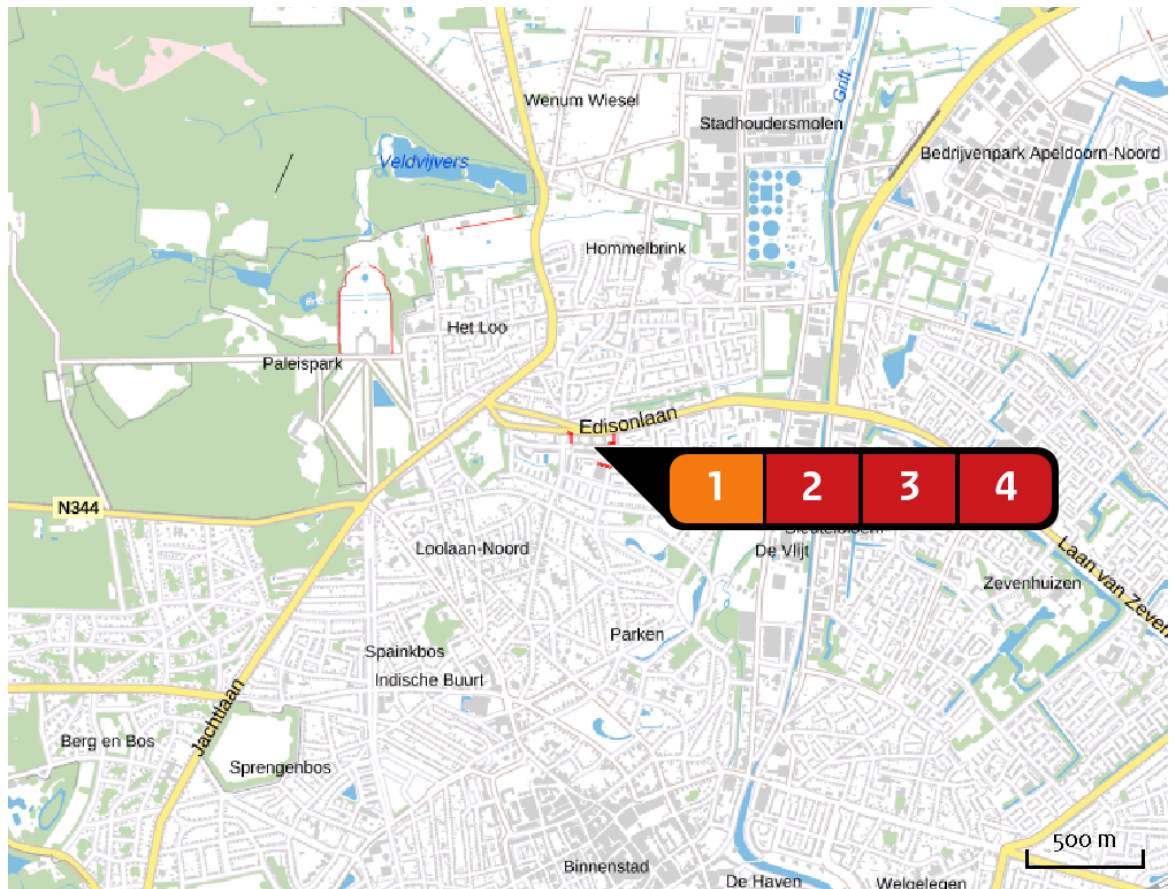 Wenum Wiesel
Grift
Stadhoudersmolen
Bedrijvenpark Apeldoorn-Noord
Veldvijvers
Hommelbrink
Het Loo
Paleispark
Edisonlaan
1 2 3 4
N344
De Vlijt
Loolaan-Noord
Laan van Zeven
Zevenhuizen
Parken
Spainkbos
Indische Buurt
Jachtlaan
Berg en Bos
Sprengenbos
500 m
Binnenstad
De Haven
Welgelegen